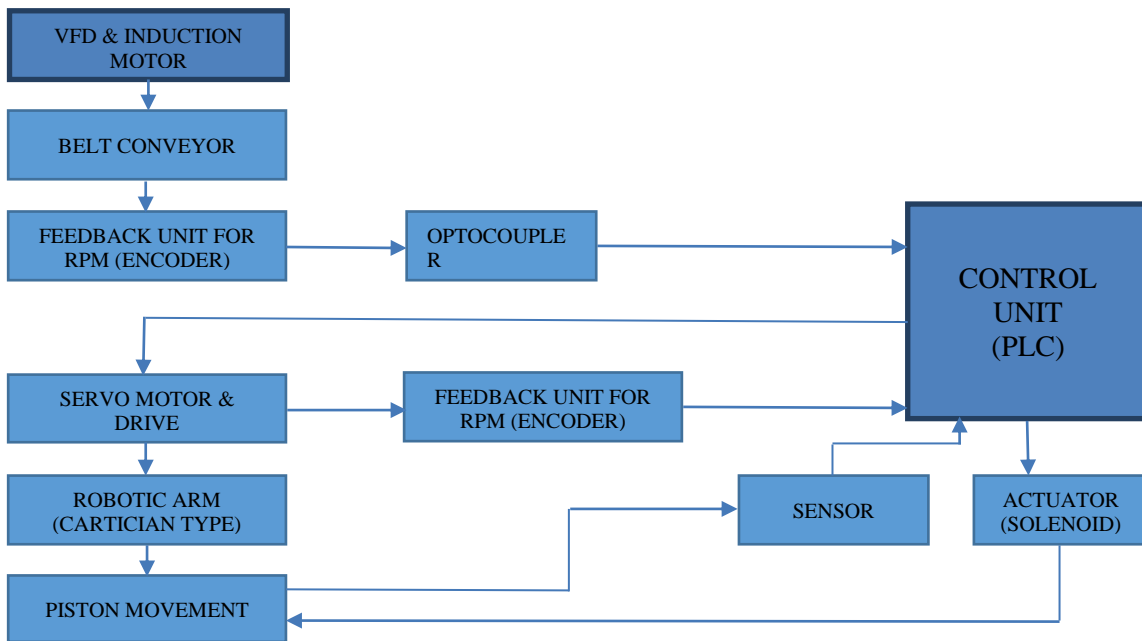 VFD & INDUCTION
MOTOR
BELT CONVEYOR
FEEDBACK UNIT FOR
RPM (ENCODER)
OPTOCOUPLE
R
CONTROL
UNIT
(PLC)
SERVO MOTOR &
DRIVE
FEEDBACK UNIT FOR
RPM (ENCODER)
ROBOTIC ARM
(CARTICIAN TYPE)
SENSOR
ACTUATOR
(SOLENOID)
PISTON MOVEMENT